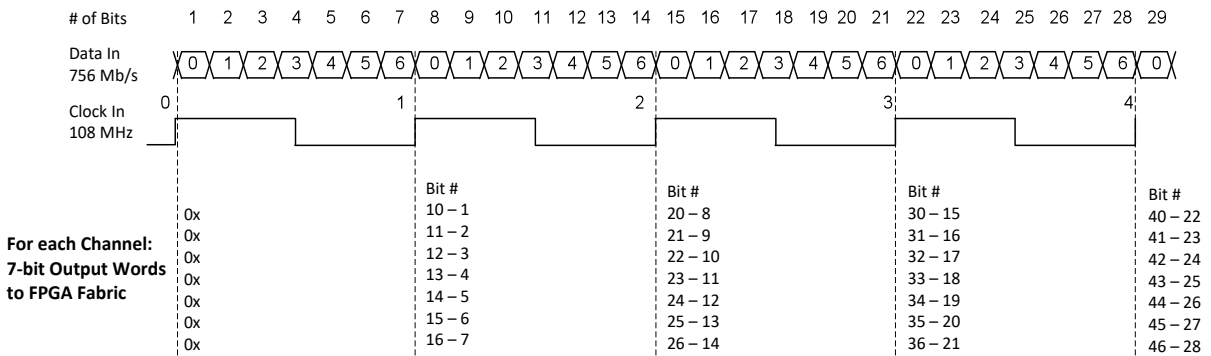 # of Bits 1 2 3 4 5 6 7 8 9 10 11 12 13 14 15 16 17 18 19 20 21 22 23 24 25 26 27 28 29
Data In
756 Mb/s
0 1 2 3 4 5 6 0 1 2 3 4 5 6 0 1 2 3 4 5 6 0 1 2 3 4 5 6 0
0 1 2 3 4
Clock In
108 MHz
For each Channel:
7-bit Output Words
to FPGA Fabric
0x
0x
0x
0x
0x
0x
0x
Bit #
10 – 1
11 – 2
12 – 3
13 – 4
14 – 5
15 – 6
16 – 7
Bit #
20 – 8
21 – 9
22 – 10
23 – 11
24 – 12
25 – 13
26 – 14
Bit #
30 – 15
31 – 16
32 – 17
33 – 18
34 – 19
35 – 20
36 – 21
Bit #
40 – 22
41 – 23
42 – 24
43 – 25
44 – 26
45 – 27
46 – 28